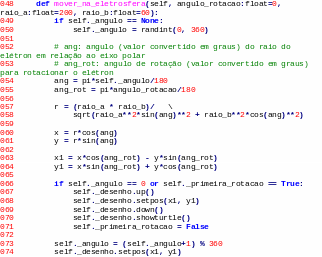 048     def mover_na_eletrosfera(self, angulo_rotacao:float=0,
raio_a:float=200, raio_b:float=60):
049         if self._angulo == None:
050             self._angulo = randint(0, 360)
051
052         # ang: angulo (valor convertido em graus) do raio do
elétron em relação ao eixo polar
053         # ang_rot: angulo de rotação (valor convertido em graus)
para rotacionar o elétron
054         ang = pi*self._angulo/180
055         ang_rot = pi*angulo_rotacao/180
056
057         r = (raio_a * raio_b)/   \
058             sqrt(raio_a**2*sin(ang)**2 + raio_b**2*cos(ang)**2)
059
060         x = r*cos(ang)
061         y = r*sin(ang)
062
063         x1 = x*cos(ang_rot) - y*sin(ang_rot)
064         y1 = x*sin(ang_rot) + y*cos(ang_rot)
065
066         if self._angulo == 0 or self._primeira_rotacao == True:
067             self._desenho.up()
068             self._desenho.setpos(x1, y1)
069             self._desenho.down()
070             self._desenho.showturtle()
071             self._primeira_rotacao = False
072
073         self._angulo = (self._angulo+1) % 360
074         self._desenho.setpos(x1, y1)